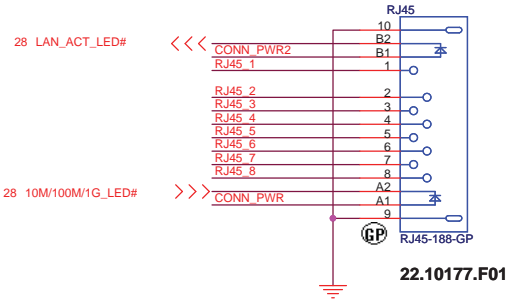 RJ45
10
28 LAN_ACT_LED# B2
CONN_PWR2 B1
RJ45_1 1
RJ45_2 2
RJ45_3 3
RJ45_4 4
RJ45_5 5
RJ45_6 6
RJ45_7 7
RJ45_8 8
28 10M/100M/1G_LED# A2
CONN_PWR A1
9
GP RJ45-188-GP
22.10177.F01